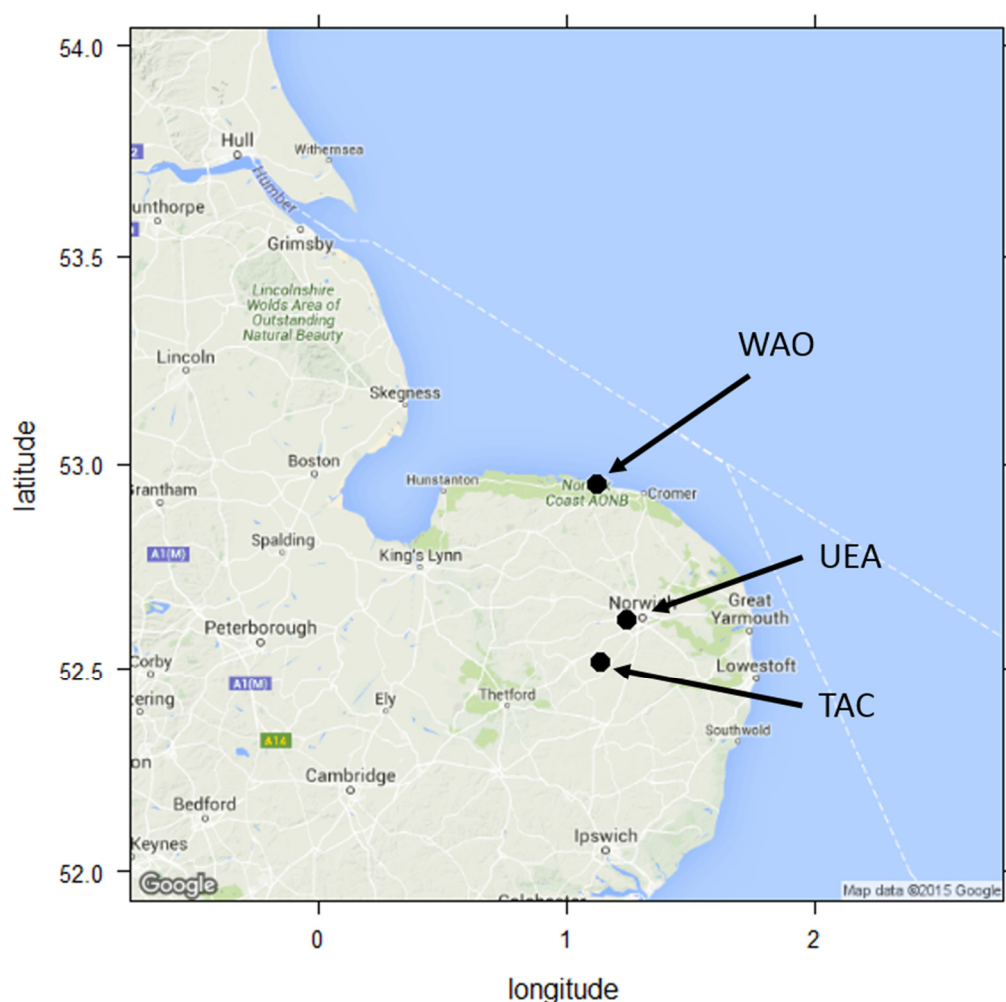 54.0
53.5
53.0
52.5
52.0
latitude
0
1
2
longitude
Hull
Withernsea
2
Humber
unthorpe
Grimsby
Lincolnshire
Wolds Area of
Outstanding
Natural Beauty
WAO
Lincoln
Skegness
Boston
Hunstanton
Coast AONB
Cromer
Grantham
A1(M)
Spalding
King's Lynn
UEA
Norwich
Great
Yarmouth
Peterborough
Corby
A1(M)
Lowestoft
tering
Ely
Thetford
TAC
A14
Southwold
on
Cambridge
Bedford
Keynes
Ipswich
Google
Map data ©2015 Google